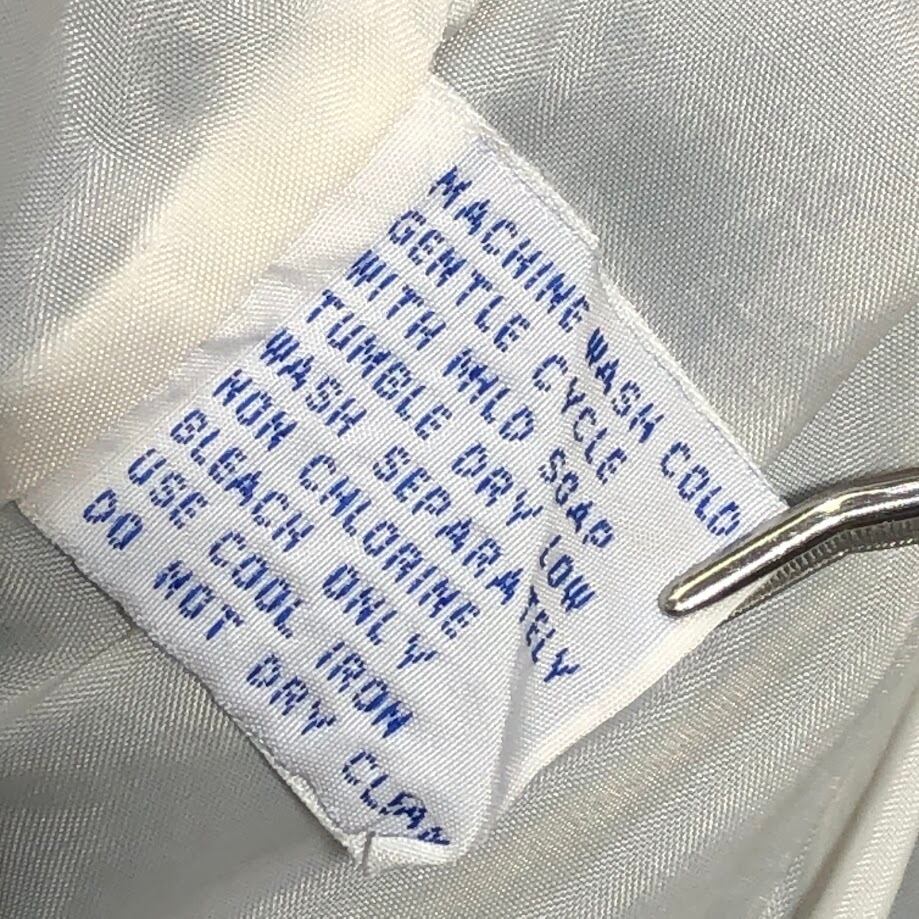 MACHINE WASH COLD
GENTLE CYCLE
WITH MILD SOAP
TUMBLE DRY LOW
WASH SEPARATELY
NON CHLORINE
BLEACH ONLY
USE COOL IRON
DO NOT DRY CLEAN